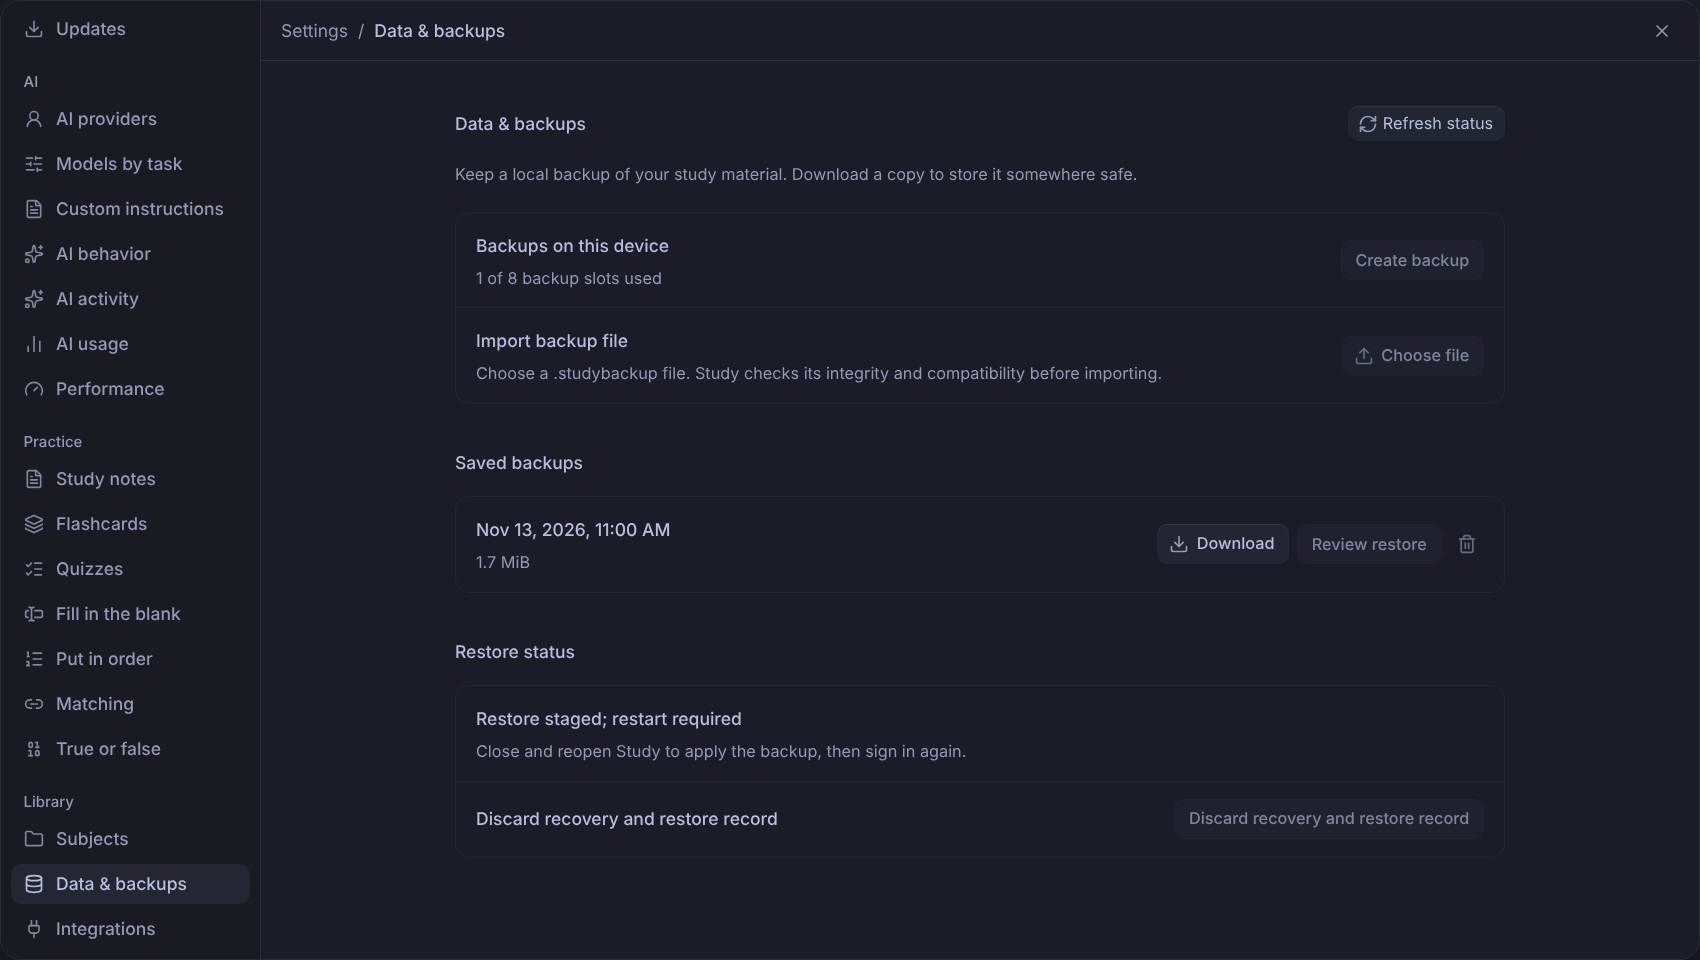 Updates
AI
AI providers
Models by task
Custom instructions
AI behavior
AI activity
AI usage
Performance
Practice
Study notes
Flashcards
Quizzes
Fill in the blank
Put in order
Matching
True or false
Library
Subjects
Data & backups
Integrations
Settings / Data & backups
Data & backups
Refresh status
Keep a local backup of your study material. Download a copy to store it somewhere safe.
Backups on this device
1 of 8 backup slots used
Create backup
Import backup file
Choose a .studybackup file. Study checks its integrity and compatibility before importing.
Choose file
Saved backups
Nov 13, 2026, 11:00 AM
1.7 MiB
Download
Review restore
Restore status
Restore staged; restart required
Close and reopen Study to apply the backup, then sign in again.
Discard recovery and restore record
Discard recovery and restore record